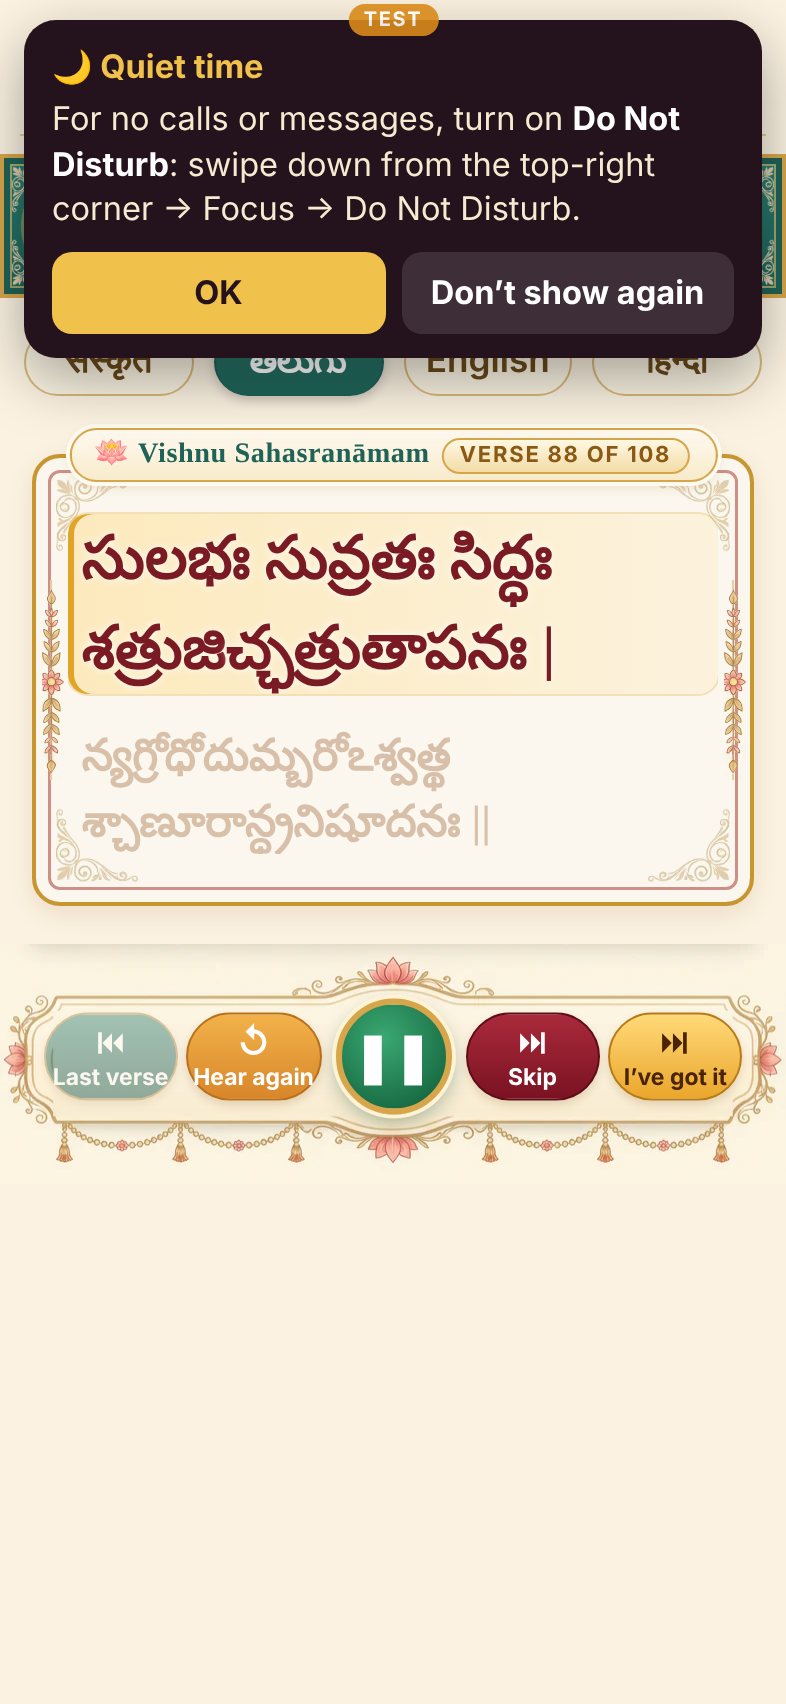 TEST
🌙 Quiet time
For no calls or messages, turn on Do Not
Disturb: swipe down from the top-right
corner → Focus → Do Not Disturb.
OK
Don’t show again
संस्कृत
తెలుగు
English
हिन्दी
Vishnu Sahasranāmam
VERSE 88 OF 108
సులభః సువ్రతః సిద్ధః
శత్రుజిచ్ఛత్రుతాపనః |
న్యగ్రోధోదుమ్బరోఽశ్వత్థ
శ్చాణూరాన్ధ్రనిషూదనః ||
Last verse
Hear again
Skip
I’ve got it